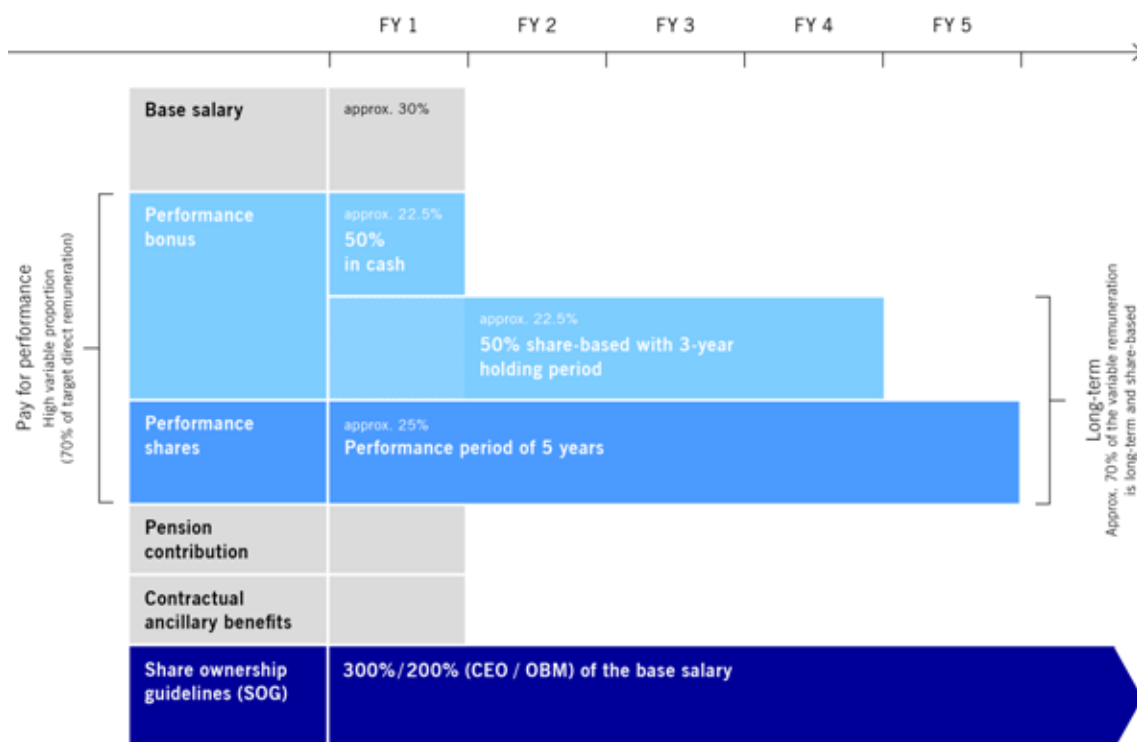 FY 1 FY 2 FY 3 FY 4 FY 5
Base salary
approx. 30%
Pay for performance
High variable proportion
(70% of target direct remuneration)
Performance
bonus
approx. 22.5%
50%
in cash
approx. 22.5%
50% share-based with 3-year
holding period
Performance
shares
approx. 25%
Performance period of 5 years
Long-term
Approx. 70% of the variable remuneration
is long-term and share-based
Pension
contribution
Contractual
ancillary benefits
Share ownership
guidelines (SOG)
300%/200% (CEO / OBM) of the base salary